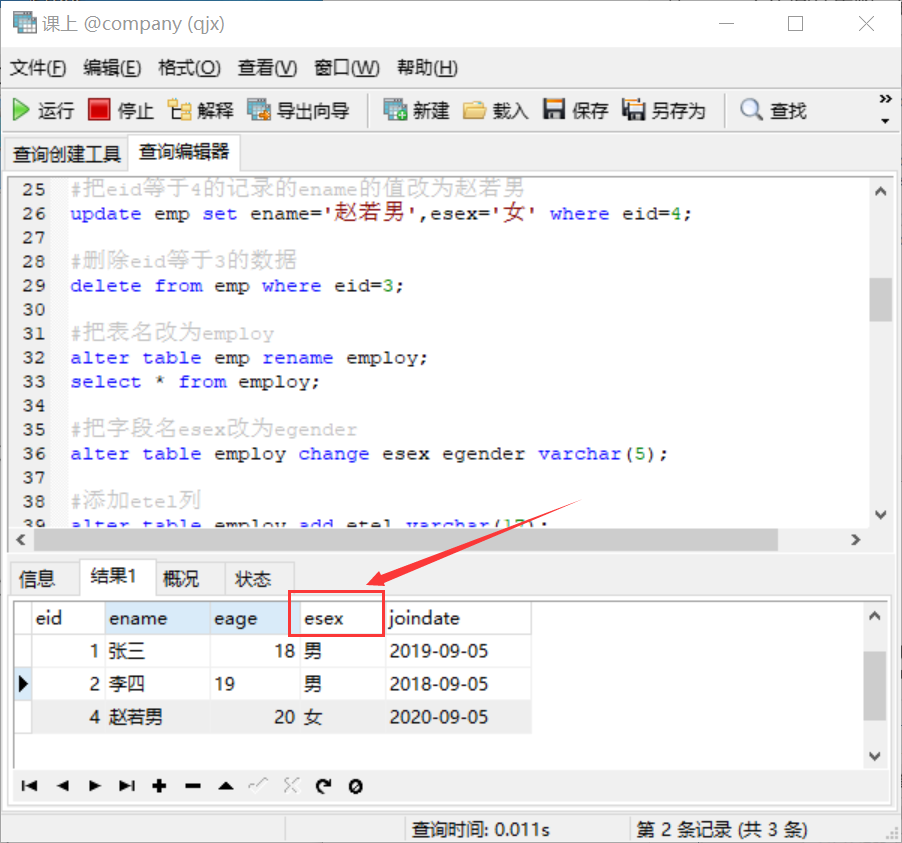 课上 @company (qjx)
文件(F) 编辑(E) 格式(O) 查看(V) 窗口(W) 帮助(H)
运行 停止 解释 导出向导 新建 载入 保存 另存为 查找 »
查询创建工具 查询编辑器
25 #把eid等于4的记录的ename的值改为赵若男
26 update emp set ename='赵若男',esex='女' where eid=4;
27
28 #删除eid等于3的数据
29 delete from emp where eid=3;
30
31 #把表名改为employ
32 alter table emp rename employ;
33 select * from employ;
34
35 #把字段名esex改为egender
36 alter table employ change esex egender varchar(5);
37
38 #添加etel列
39 alter table employ add etel varchar(17);
信息 结果1 概况 状态
eid ename eage esex joindate
1 张三 18 男 2019-09-05
2 李四 19 男 2018-09-05
4 赵若男 20 女 2020-09-05
查询时间: 0.011s 第 2 条记录 (共 3 条)